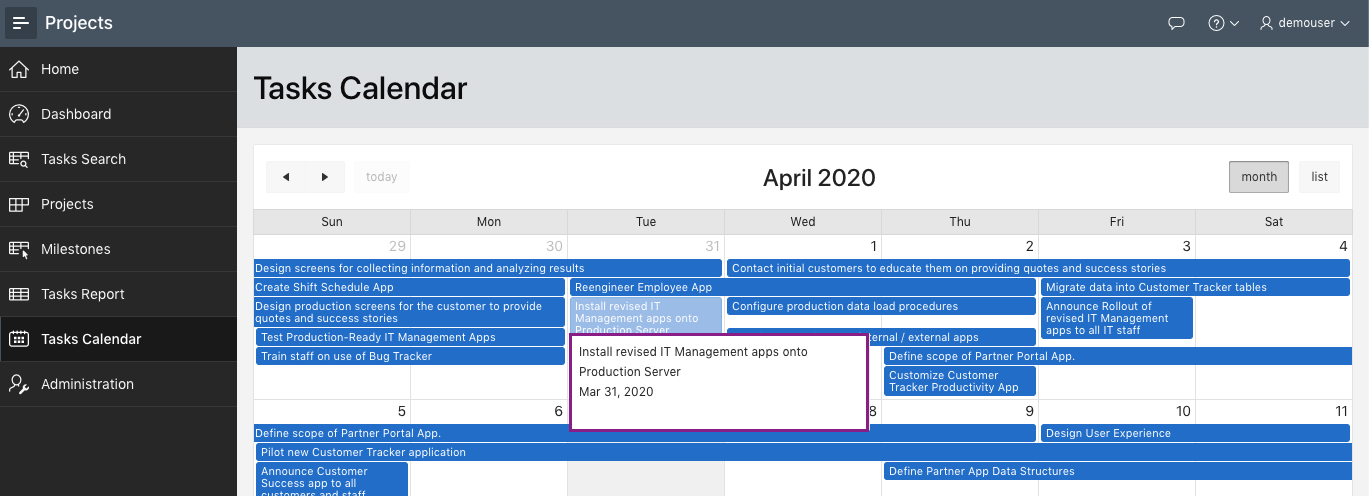 Projects
demouser
Home
Dashboard
Tasks Search
Projects
Milestones
Tasks Report
Tasks Calendar
Administration
Tasks Calendar
today
April 2020
month
list
Sun Mon Tue Wed Thu Fri Sat
29 30 31 1 2 3 4
Design screens for collecting information and analyzing results
Contact initial customers to educate them on providing quotes and success stories
Create Shift Schedule App
Reengineer Employee App
Migrate data into Customer Tracker tables
Design production screens for the customer to provide
quotes and success stories
Install revised IT
Management apps onto
Production Server
Configure production data load procedures
Announce Rollout of
revised IT Management
apps to all IT staff
Test Production-Ready IT Management Apps
/ external apps
Train staff on use of Bug Tracker
Define scope of Partner Portal App.
Customize Customer
Tracker Productivity App
Install revised IT Management apps onto
Production Server
Mar 31, 2020
5 6 8 9 10 11
Define scope of Partner Portal App.
Design User Experience
Pilot new Customer Tracker application
Announce Customer
Success app to all
customers and staff
Define Partner App Data Structures